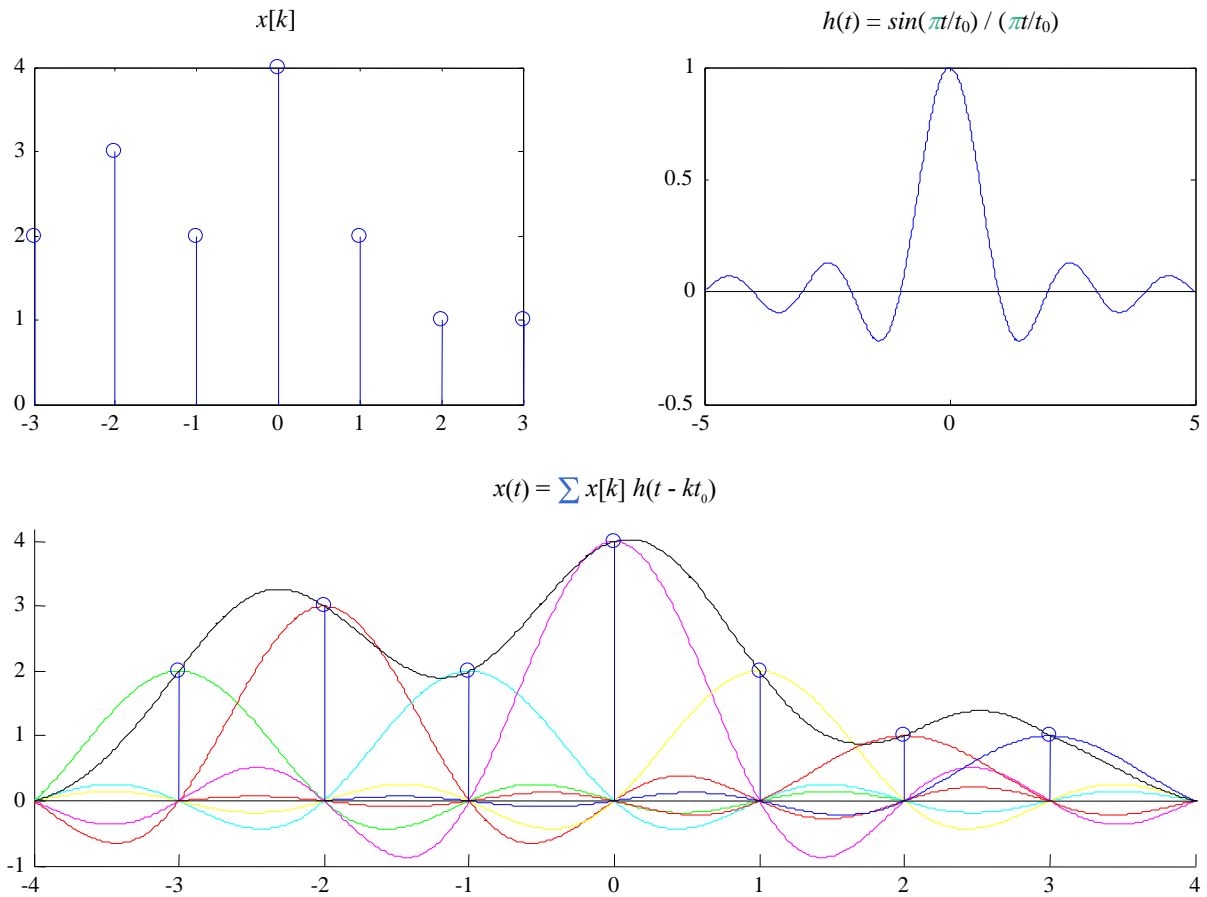 x[k]
h(t) = sin(πt/t₀) / (πt/t₀)
4
3
2
1
0
-3 -2 -1 0 1 2 3
1
0.5
0
-0.5
-5 0 5
x(t) = ∑ x[k] h(t - kt₀)
4
3
2
1
0
-1
-4 -3 -2 -1 0 1 2 3 4